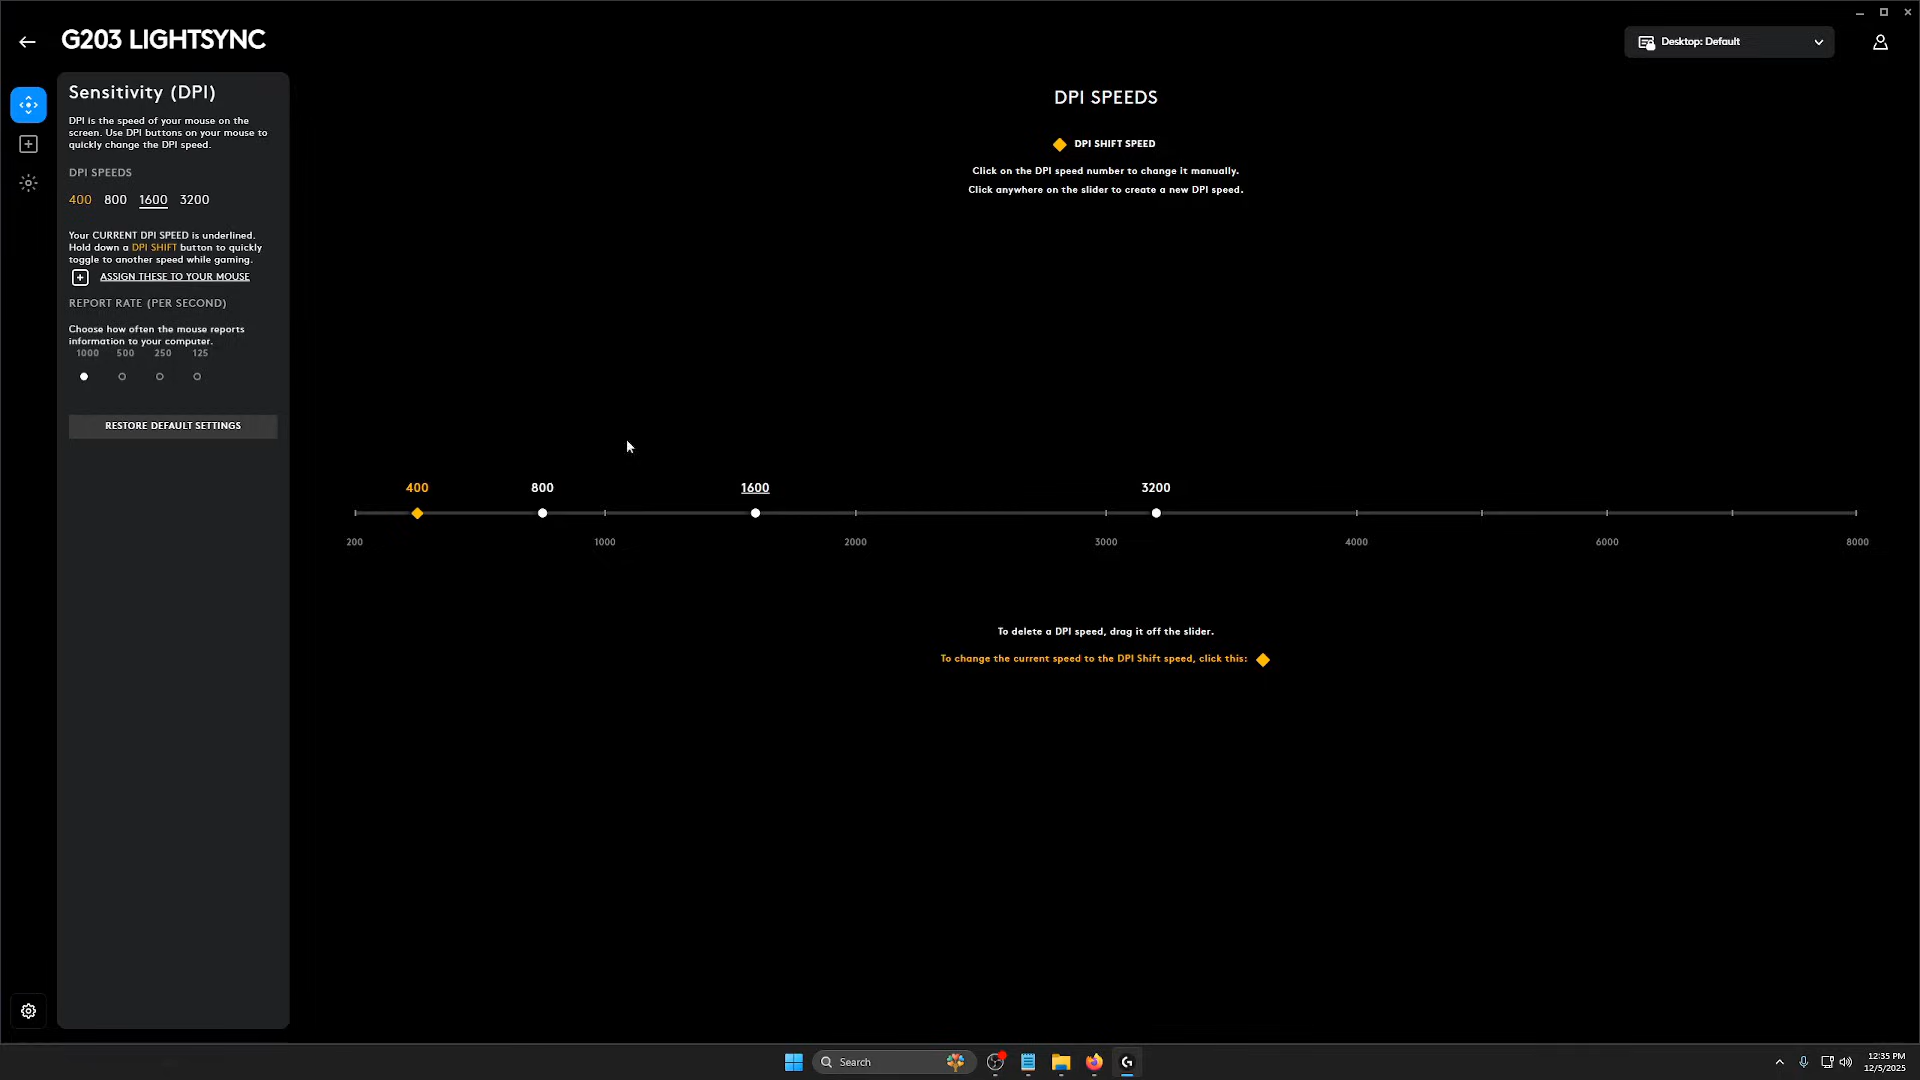 G203 LIGHTSYNC
Desktop: Default
Sensitivity (DPI)
DPI is the speed of your mouse on the
screen. Use DPI buttons on your mouse to
quickly change the DPI speed.
DPI SPEEDS
400 800 1600 3200
Your CURRENT DPI SPEED is underlined.
Hold down a DPI SHIFT button to quickly
toggle to another speed while gaming.
ASSIGN THESE TO YOUR MOUSE
REPORT RATE (PER SECOND)
Choose how often the mouse reports
information to your computer.
1000 500 250 125
RESTORE DEFAULT SETTINGS
DPI SPEEDS
DPI SHIFT SPEED
Click on the DPI speed number to change it manually.
Click anywhere on the slider to create a new DPI speed.
400 800 1600 3200
200 1000 2000 3000 4000 6000 8000
To delete a DPI speed, drag it off the slider.
To change the current speed to the DPI Shift speed, click this:
Search
12:35 PM
12/5/2025